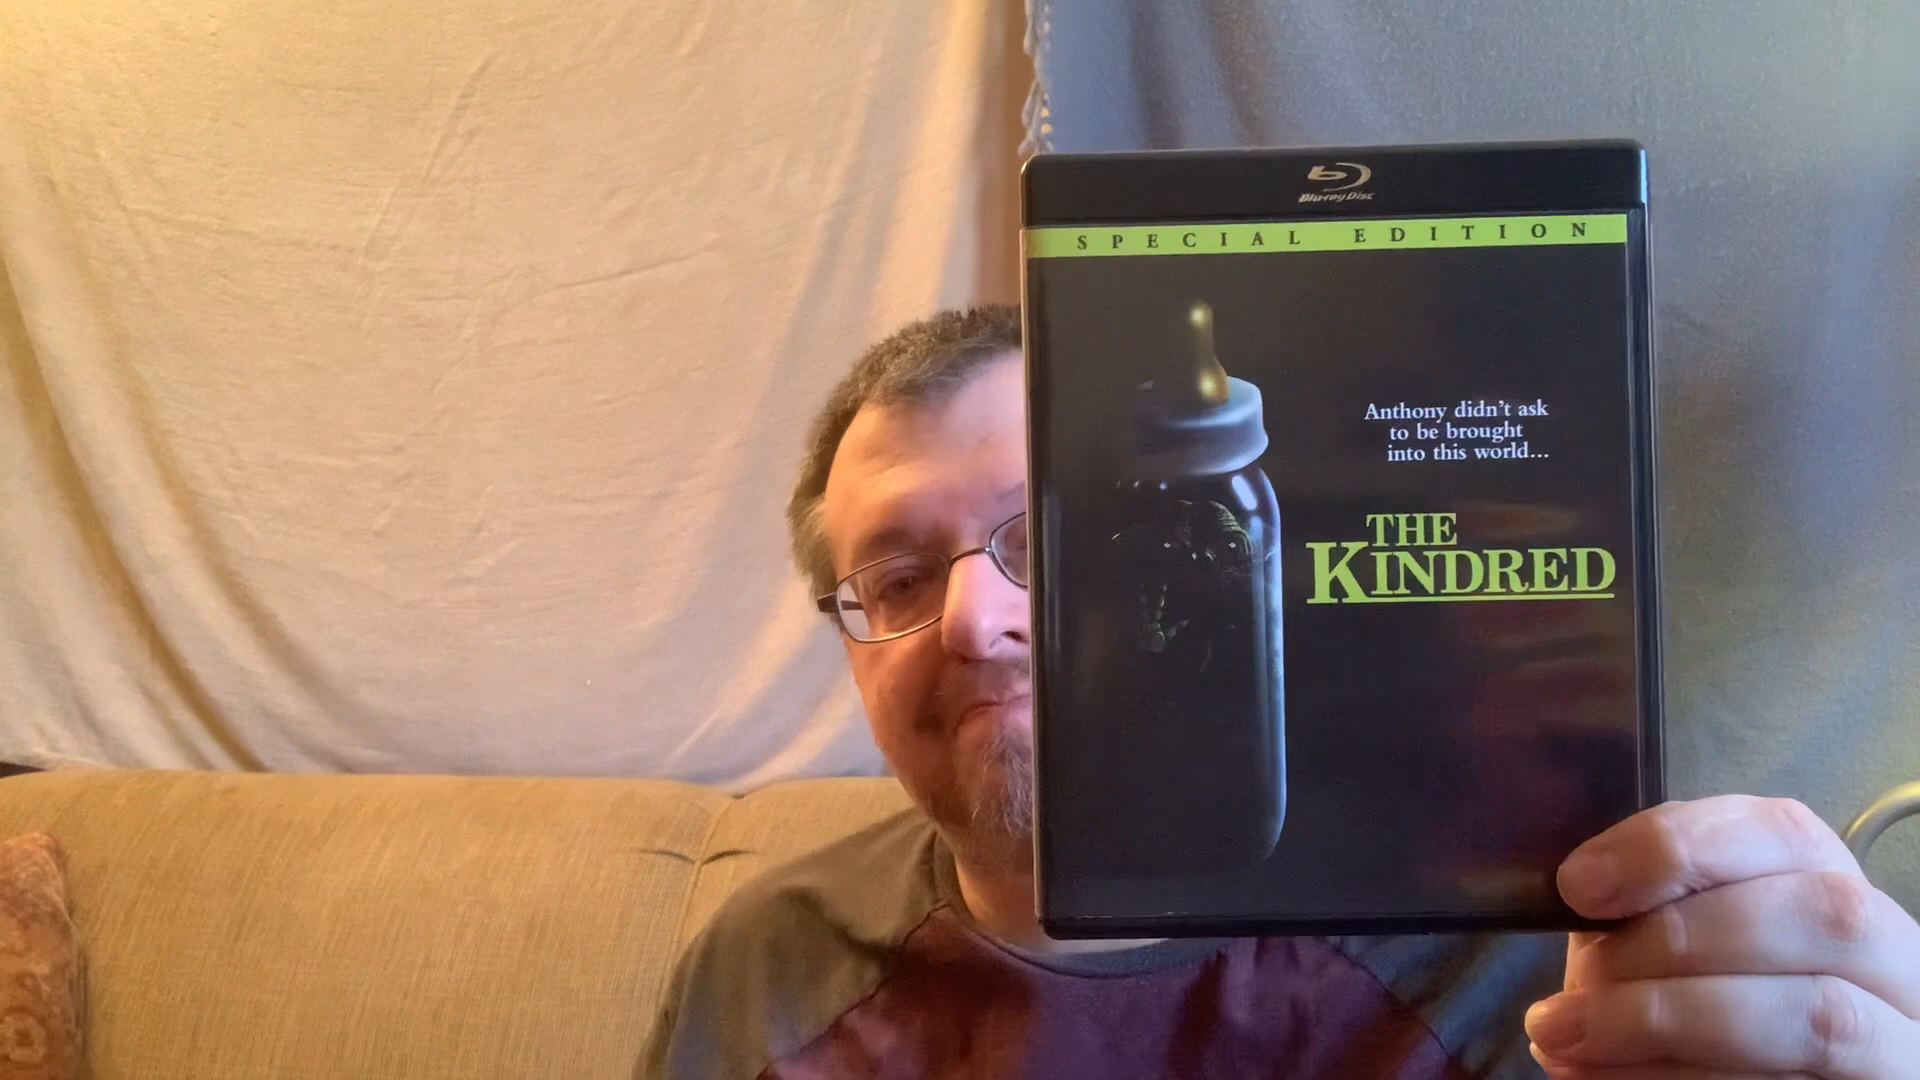 Blu-ray Disc
SPECIAL EDITION
Anthony didn't ask
to be brought
into this world...
THE
KINDRED